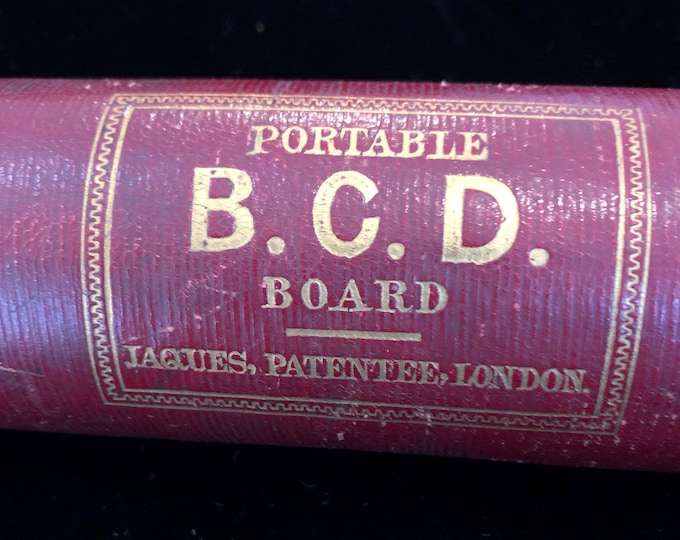 PORTABLE
B. C. D.
BOARD
JAQUES, PATENTEE, LONDON.